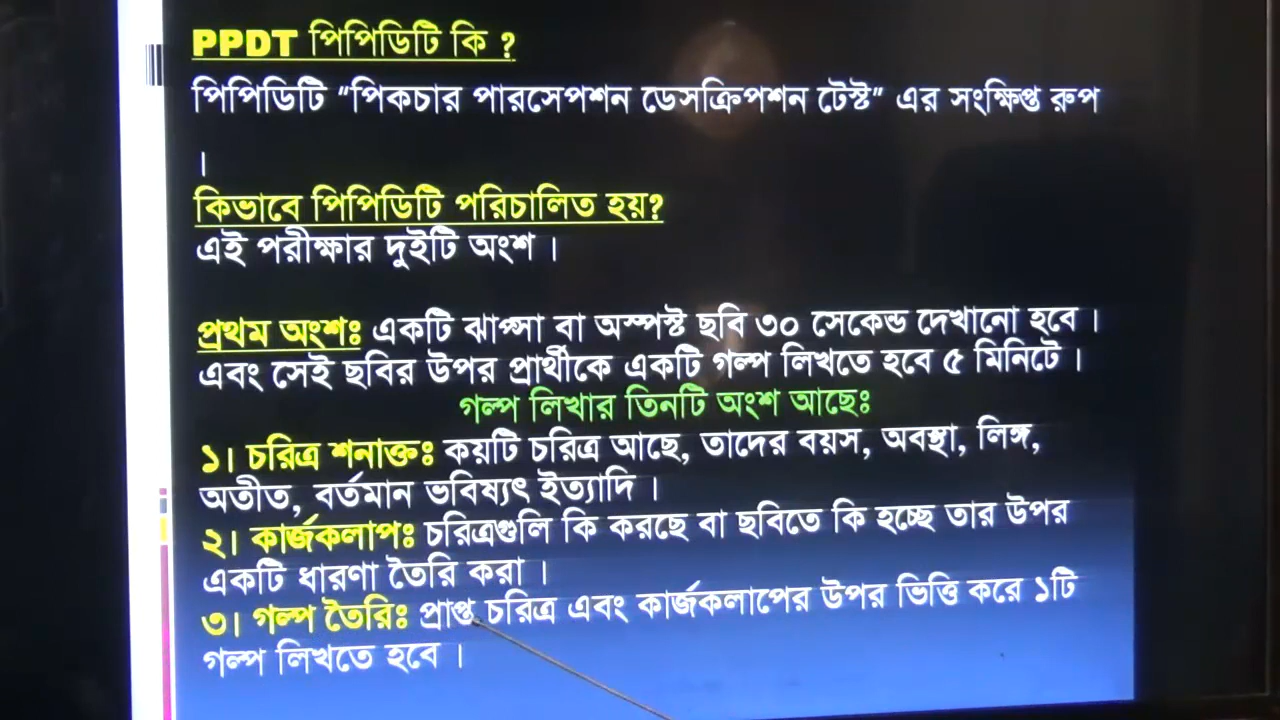 PPDT পিপিডিটি কি ?
পিপিডিটি “পিকচার পারসেপশন ডেসক্রিপশন টেস্ট” এর সংক্ষিপ্ত রুপ
।
কিভাবে পিপিডিটি পরিচালিত হয়?
এই পরীক্ষার দুইটি অংশ ।
প্রথম অংশঃ একটি ঝাপ্সা বা অস্পস্ট ছবি ৩০ সেকেন্ড দেখানো হবে ।
এবং সেই ছবির উপর প্রার্থীকে একটি গল্প লিখতে হবে ৫ মিনিটে ।
গল্প লিখার তিনটি অংশ আছেঃ
১। চরিত্র শনাক্তঃ কয়টি চরিত্র আছে, তাদের বয়স, অবস্থা, লিঙ্গ,
অতীত, বর্তমান ভবিষ্যৎ ইত্যাদি ।
২। কার্জকলাপঃ চরিত্রগুলি কি করছে বা ছবিতে কি হচ্ছে তার উপর
একটি ধারণা তৈরি করা ।
৩। গল্প তৈরিঃ প্রাপ্ত চরিত্র এবং কার্জকলাপের উপর ভিত্তি করে ১টি
গল্প লিখতে হবে ।